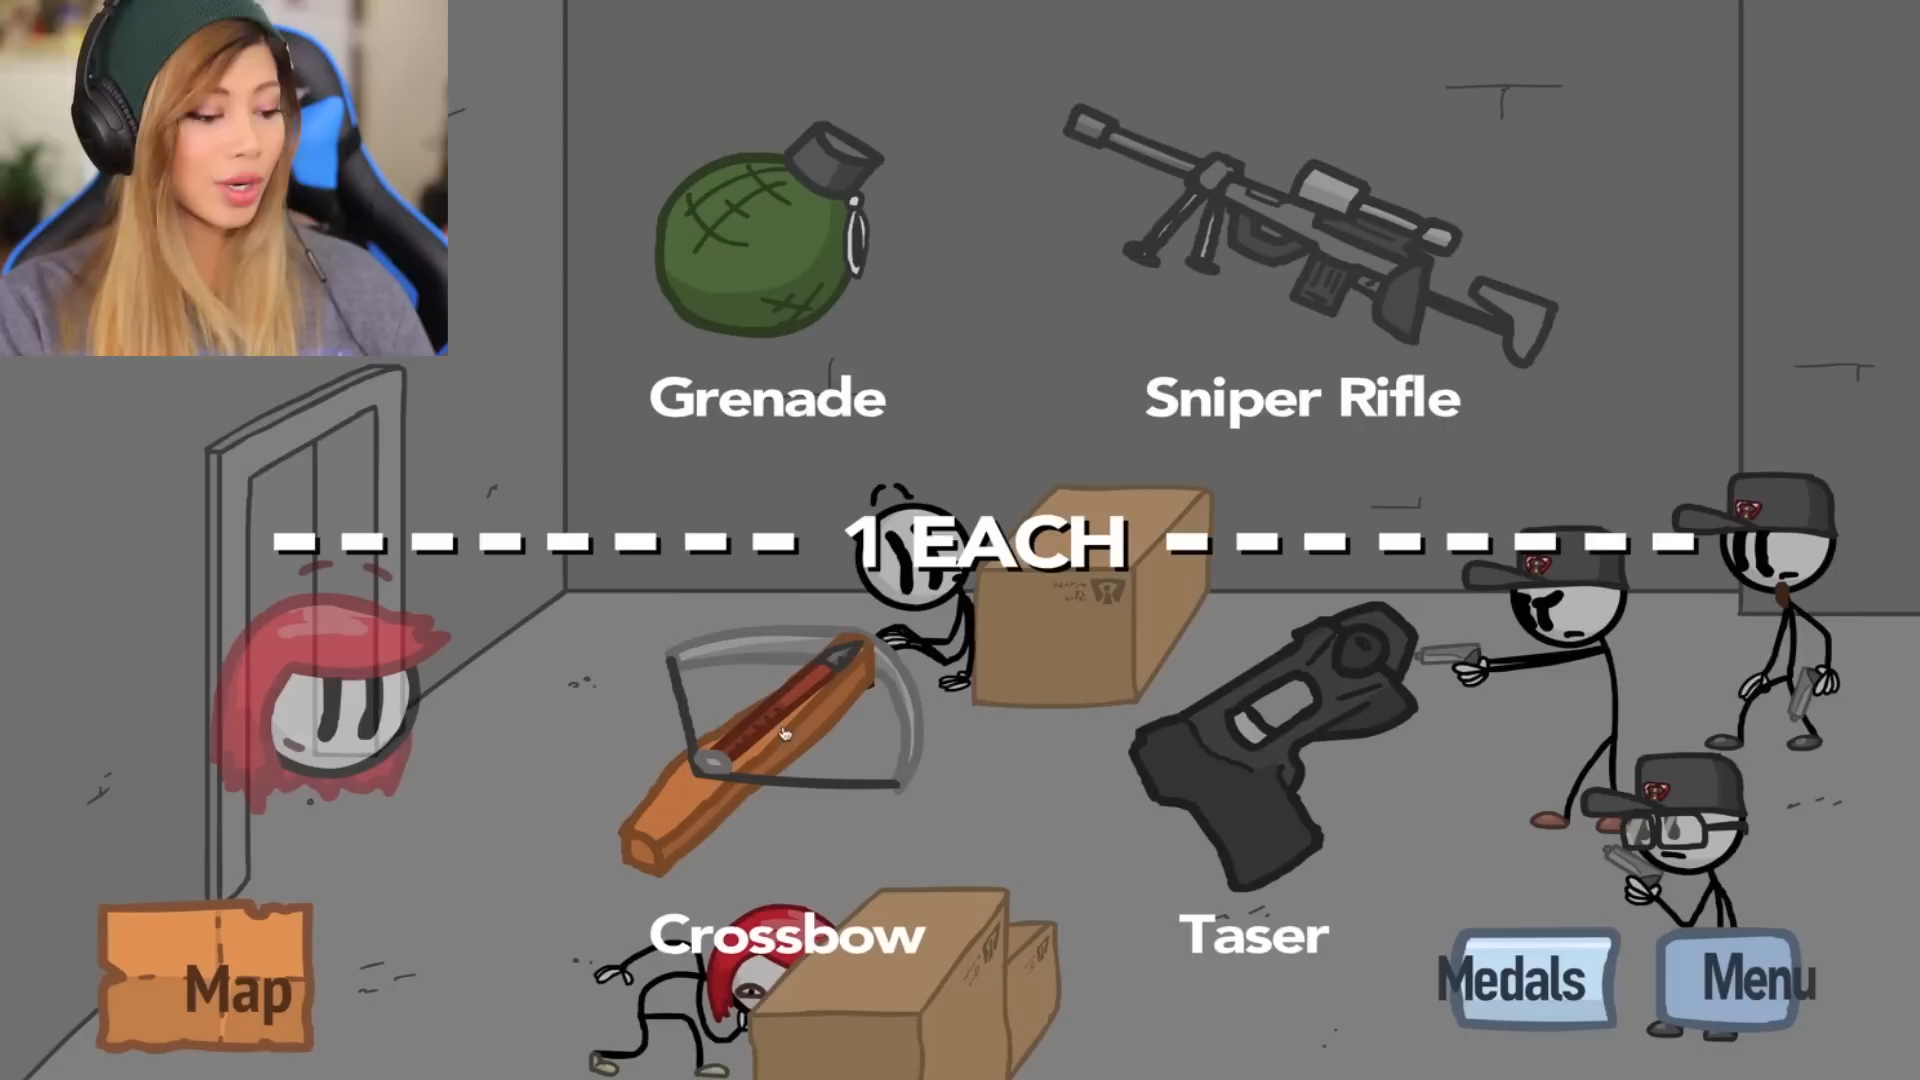 Grenade
Sniper Rifle
1 EACH
Crossbow
Taser
Map
Medals
Menu